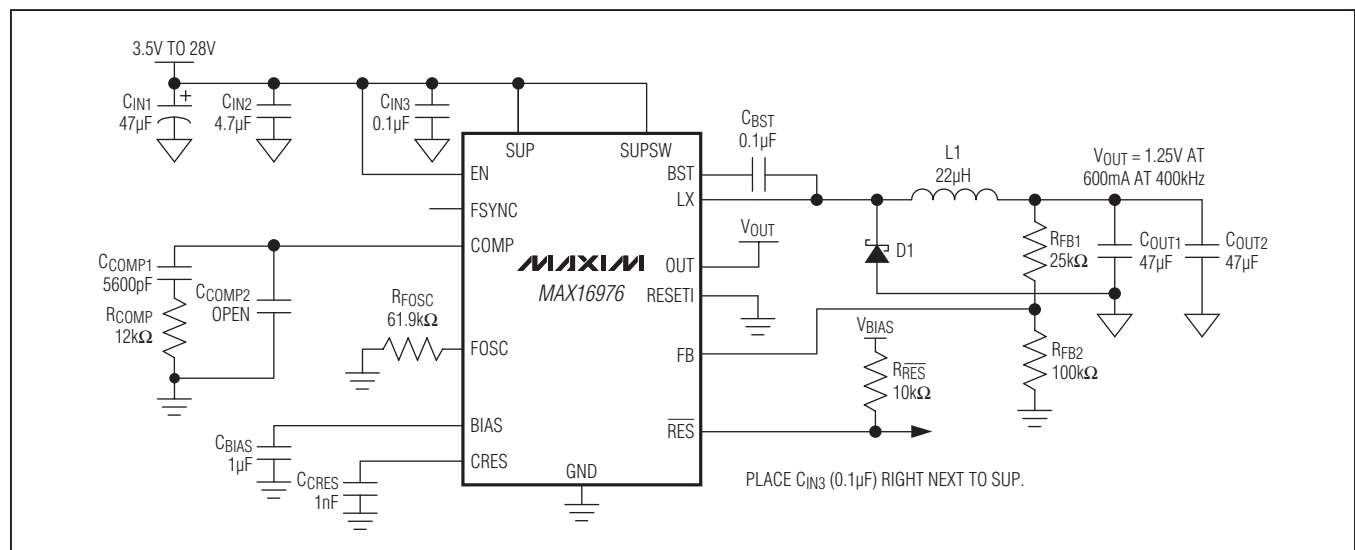 3.5V TO 28V
CIN1
47µF
+
CIN2
4.7µF
CIN3
0.1µF
SUP
SUPSW
EN
FSYNC
COMP
CCOMP1
5600pF
RCOMP
12kΩ
CCOMP2
OPEN
RFOSC
61.9kΩ
FOSC
BIAS
CBIAS
1µF
CRES
CCRES
1nF
GND
MAXIM
MAX16976
BST
LX
OUT
RESETI
FB
RES
CBST
0.1µF
VOUT
D1
L1
22µH
VOUT = 1.25V AT
600mA AT 400kHz
RFB1
25kΩ
COUT1
47µF
COUT2
47µF
RFB2
100kΩ
VBIAS
RRES
10kΩ
PLACE CIN3 (0.1µF) RIGHT NEXT TO SUP.